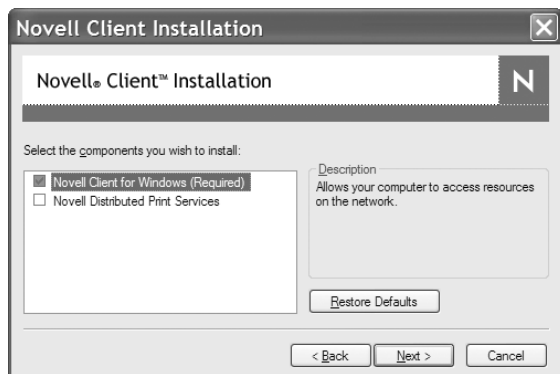 Novell Client Installation
Novell® Client™ Installation
N
Select the components you wish to install:
Novell Client for Windows (Required)
Novell Distributed Print Services
Description
Allows your computer to access resources
on the network.
Restore Defaults
< Back
Next >
Cancel